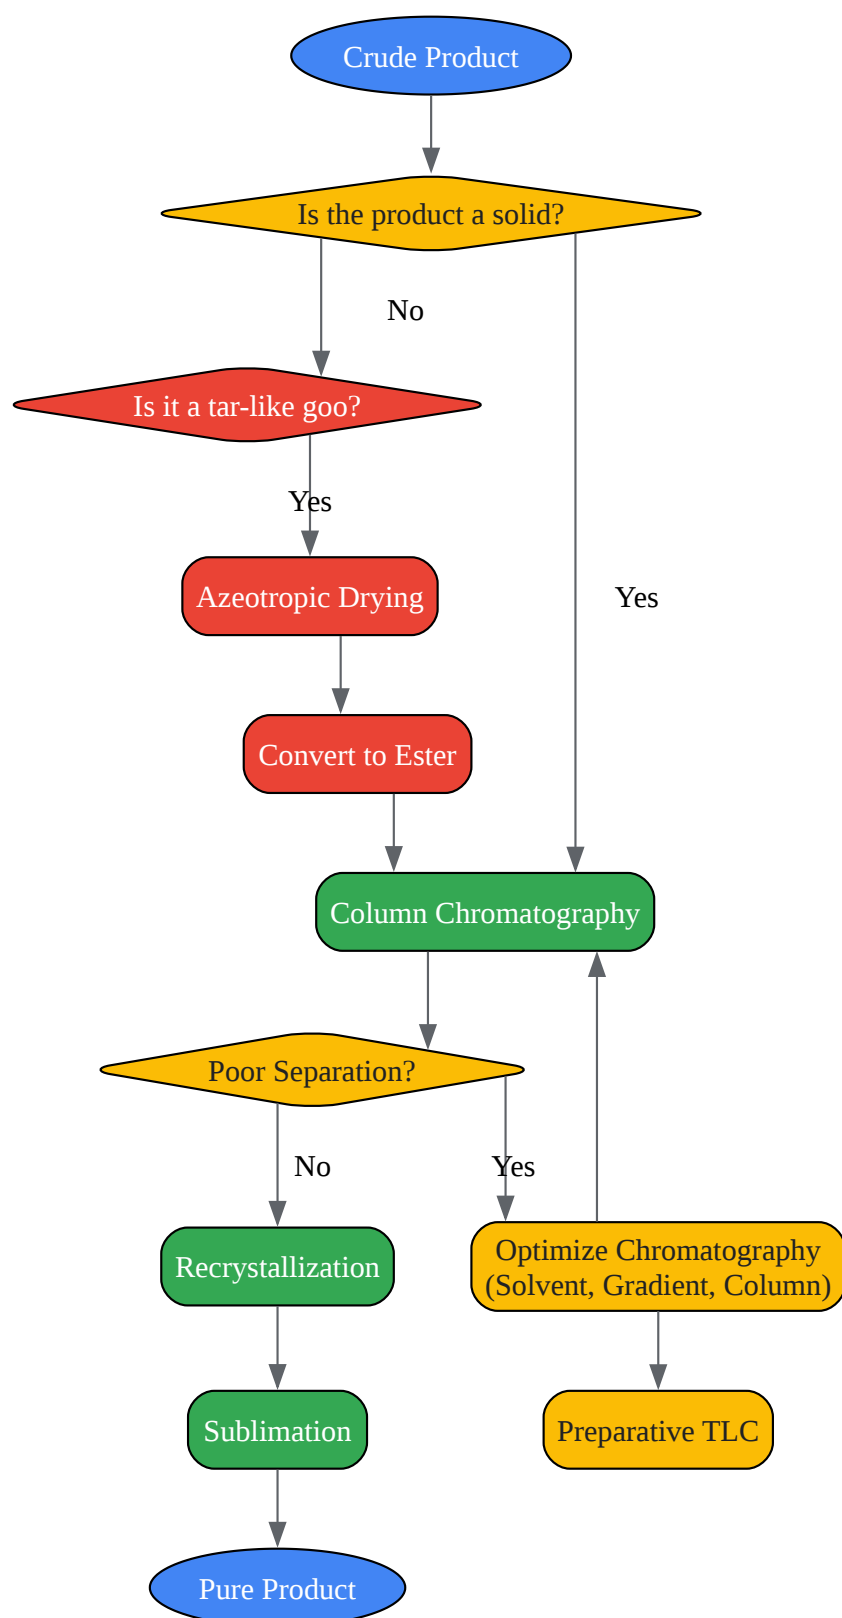 Crude Product
Is the product a solid?
No
Is it a tar-like goo?
Yes
Azeotropic Drying
Yes
Convert to Ester
Column Chromatography
Poor Separation?
No
Yes
Recrystallization
Optimize Chromatography
(Solvent, Gradient, Column)
Sublimation
Preparative TLC
Pure Product